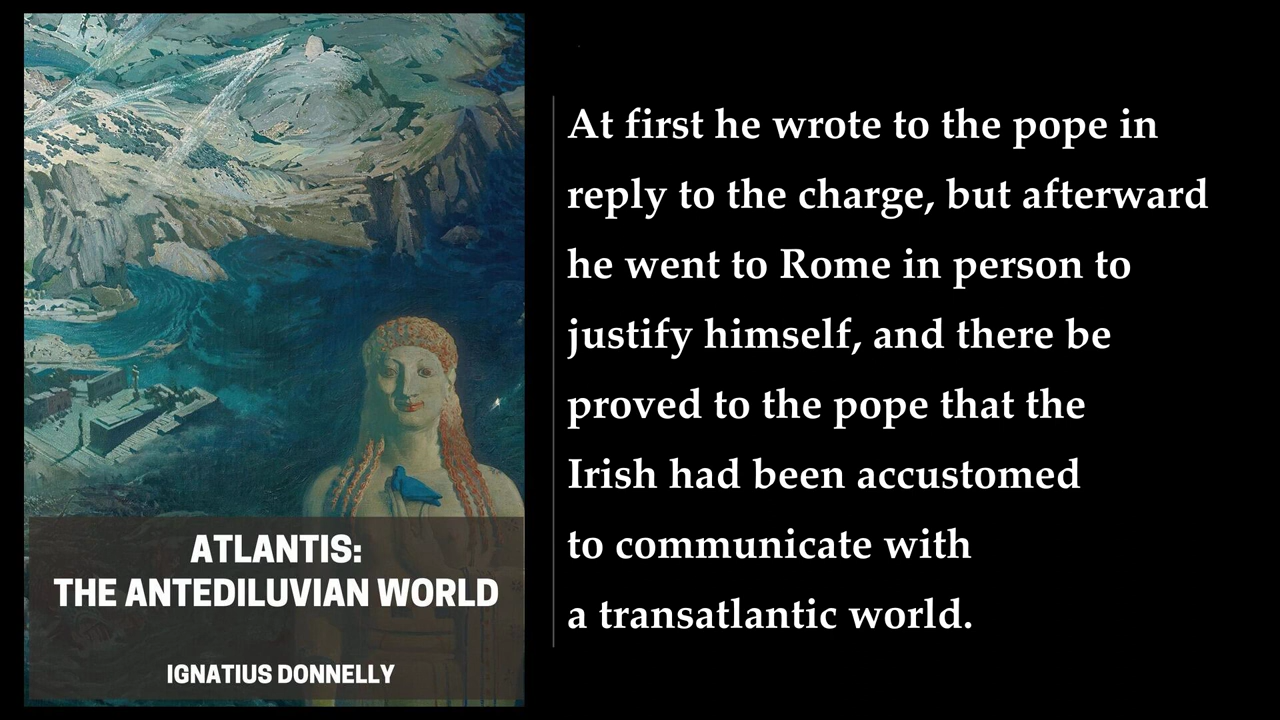 At first he wrote to the pope in
reply to the charge, but afterward
he went to Rome in person to
justify himself, and there be
proved to the pope that the
Irish had been accustomed
to communicate with
a transatlantic world.
ATLANTIS:
THE ANTEDILUVIAN WORLD
IGNATIUS DONNELLY